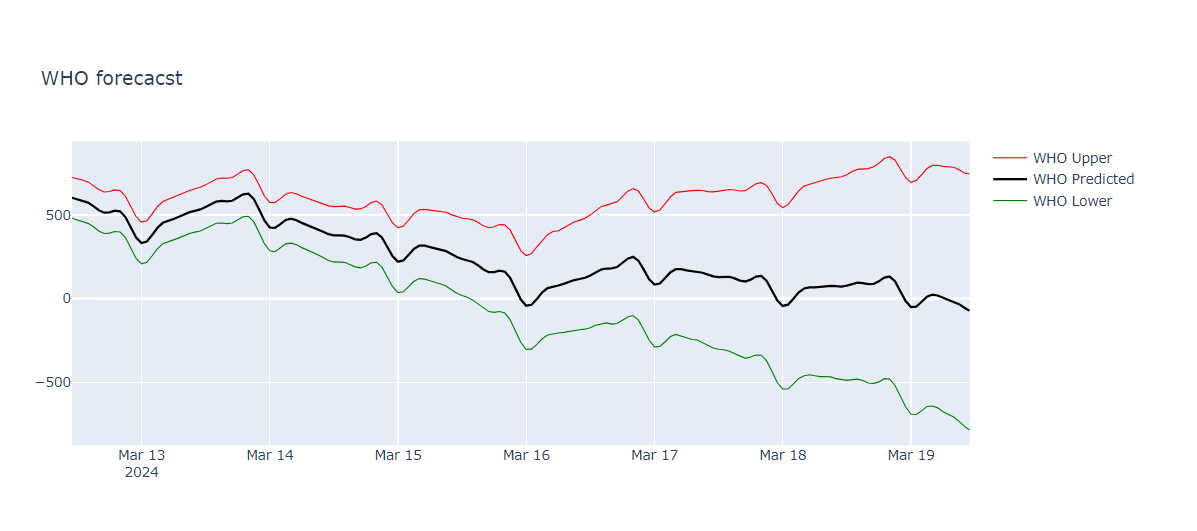 WHO forecacst
WHO Upper
WHO Predicted
WHO Lower
500
0
−500
Mar 13
2024
Mar 14
Mar 15
Mar 16
Mar 17
Mar 18
Mar 19